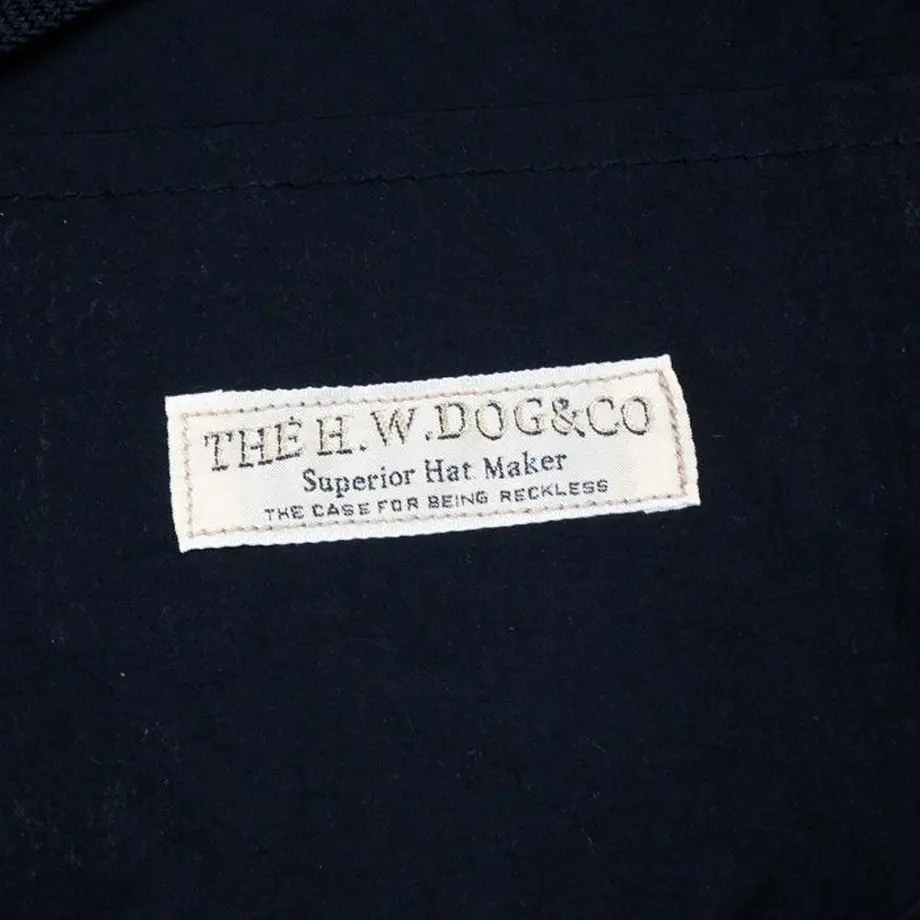 THE H.W.DOG&CO
Superior Hat Maker
THE CASE FOR BEING RECKLESS